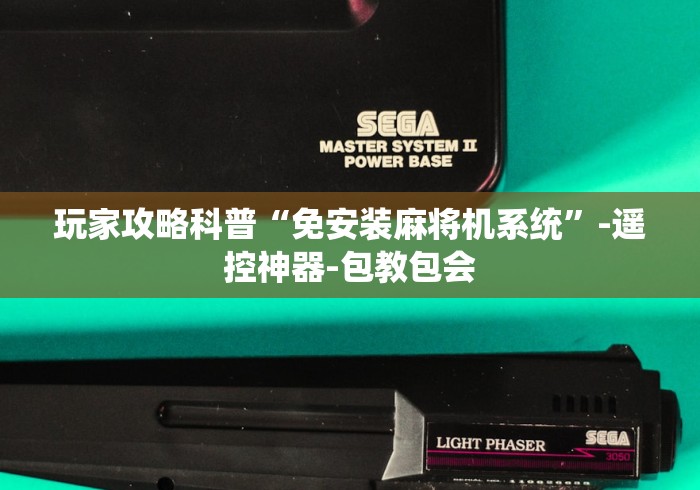 SEGA
MASTER SYSTEM II
POWER BASE
玩家攻略科普“免安装麻将机系统”-遥
控神器-包教包会
LIGHT PHASER
SEGA
3050